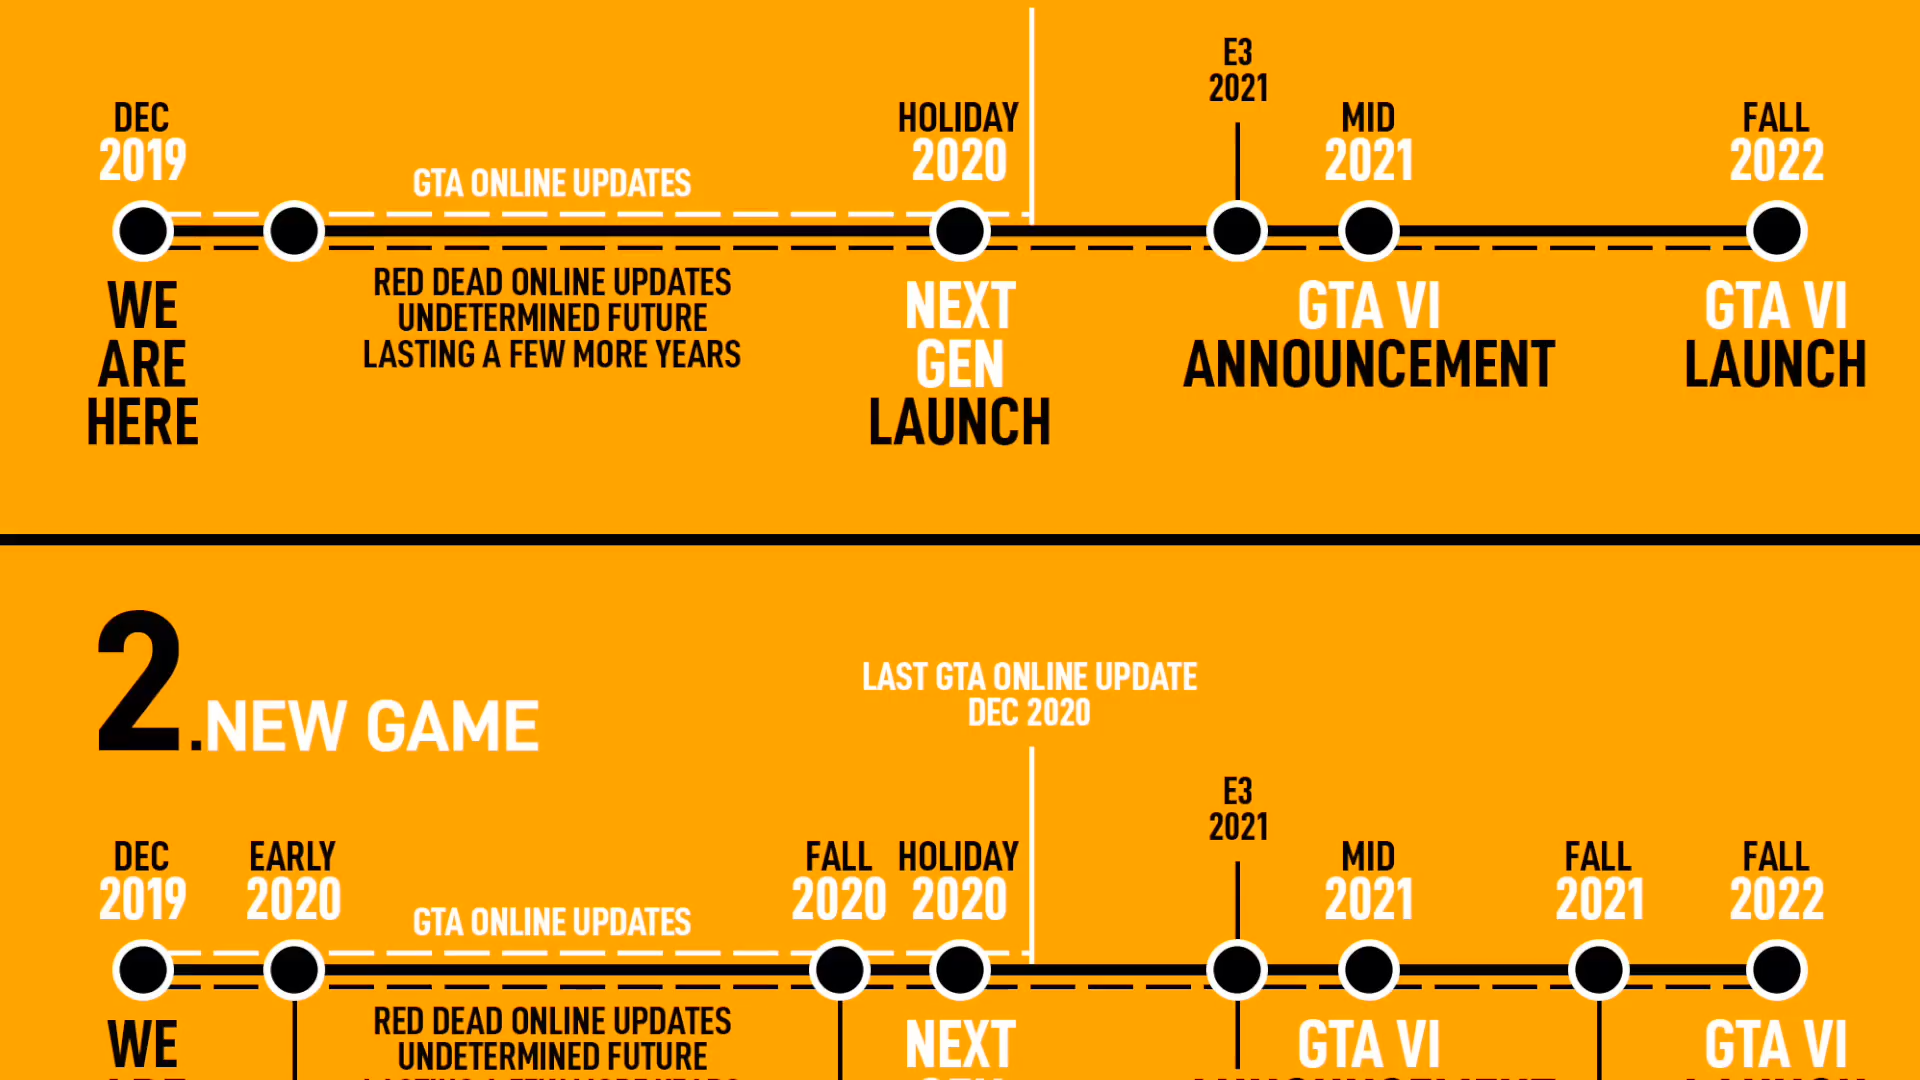 E3
2021
DEC
2019
HOLIDAY
2020
MID
2021
FALL
2022
GTA ONLINE UPDATES
RED DEAD ONLINE UPDATES
UNDETERMINED FUTURE
LASTING A FEW MORE YEARS
WE
ARE
HERE
NEXT
GEN
LAUNCH
GTA VI
ANNOUNCEMENT
GTA VI
LAUNCH
2.NEW GAME
LAST GTA ONLINE UPDATE
DEC 2020
E3
2021
DEC
2019
EARLY
2020
FALL
2020
HOLIDAY
2020
MID
2021
FALL
2021
FALL
2022
GTA ONLINE UPDATES
RED DEAD ONLINE UPDATES
UNDETERMINED FUTURE
WE
NEXT
GTA VI
GTA VI